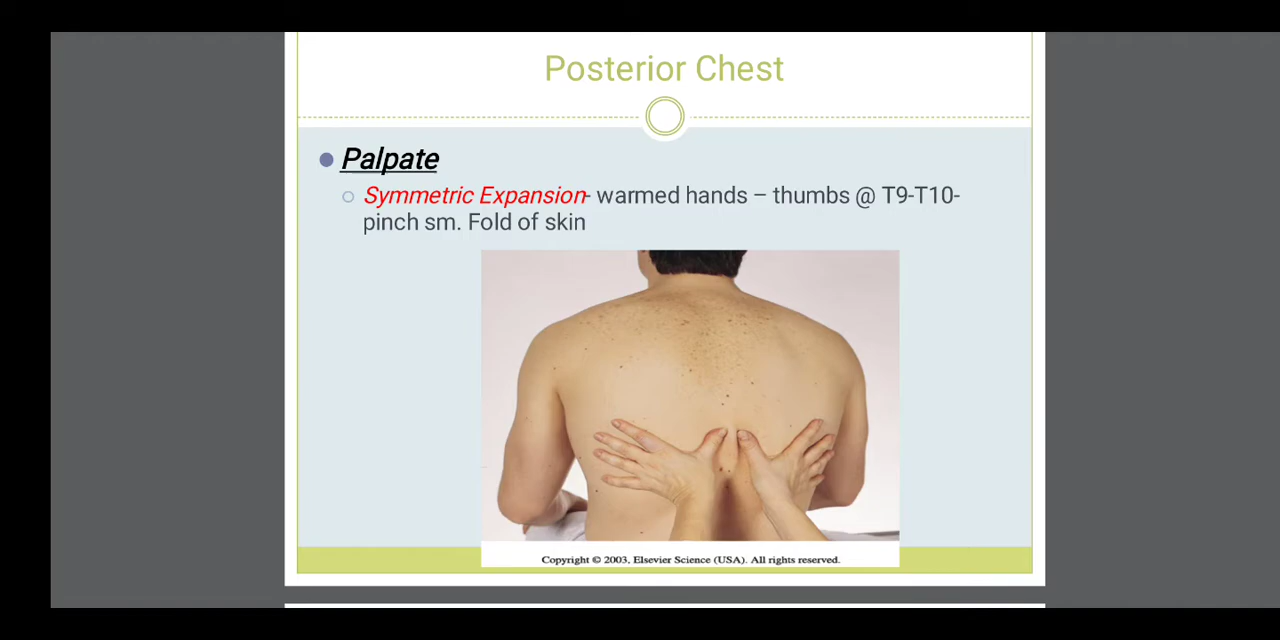 Posterior Chest
Palpate
Symmetric Expansion- warmed hands – thumbs @ T9-T10-
pinch sm. Fold of skin
Copyright © 2003, Elsevier Science (USA). All rights reserved.